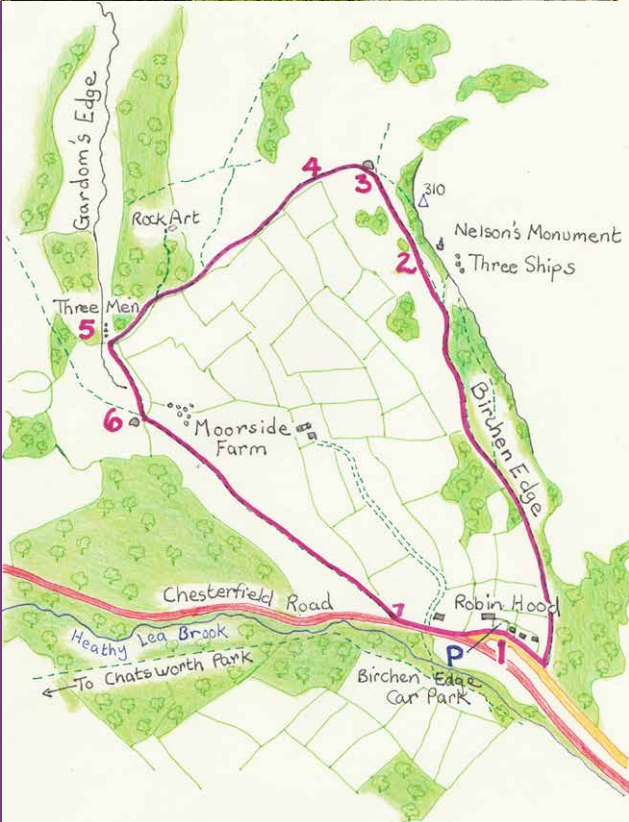 Gardom's Edge
4
3
310
Rock Art
Nelson's Monument
2
Three Ships
Three Men
5
6
Moorside
Farm
Birchen Edge
Chesterfield Road
7
Robin Hood
Heathy Lea Brook
P
1
To Chatsworth Park
Birchen Edge
Car Park